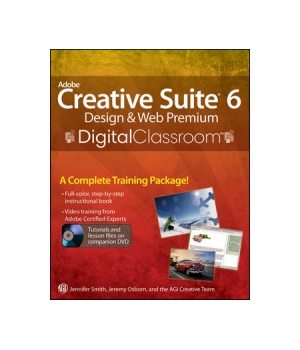 Adobe
Creative Suite™ 6
Design & Web Premium
DigitalClassroom™
A Complete Training Package!
• Full-color, step-by-step
instructional book
• Video training from
Adobe Certified Experts
Tutorials and
lesson files on
companion DVD
Jennifer Smith, Jeremy Osborn, and the AGI Creative Team